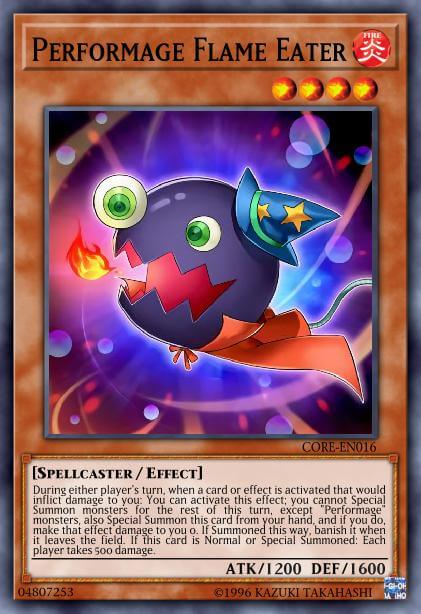 PERFORMAGE FLAME EATER
FIRE
炎
CORE-EN016
[SPELLCASTER / EFFECT]
During either player's turn, when a card or effect is activated that would
inflict damage to you: You can activate this effect; you cannot Special
Summon monsters for the rest of this turn, except "Performage"
monsters, also Special Summon this card from your hand, and if you do,
make that effect damage to you 0. If Summoned this way, banish it when
it leaves the field. If this card is Normal or Special Summoned: Each
player takes 500 damage.
ATK/1200 DEF/1600
04807253
©1996 KAZUKI TAKAHASHI